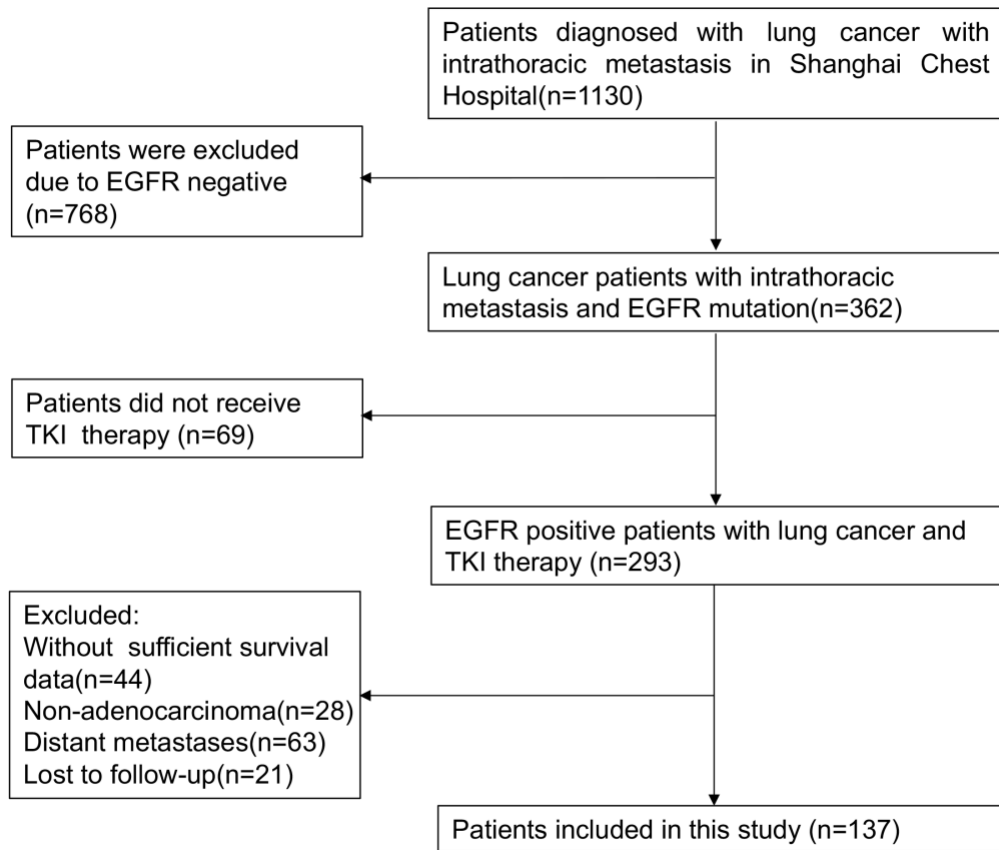 Patients diagnosed with lung cancer with
intrathoracic metastasis in Shanghai Chest
Hospital(n=1130)
Patients were excluded
due to EGFR negative
(n=768)
Lung cancer patients with intrathoracic
metastasis and EGFR mutation(n=362)
Patients did not receive
TKI therapy (n=69)
EGFR positive patients with lung cancer and
TKI therapy (n=293)
Excluded:
Without sufficient survival
data(n=44)
Non-adenocarcinoma(n=28)
Distant metastases(n=63)
Lost to follow-up(n=21)
Patients included in this study (n=137)